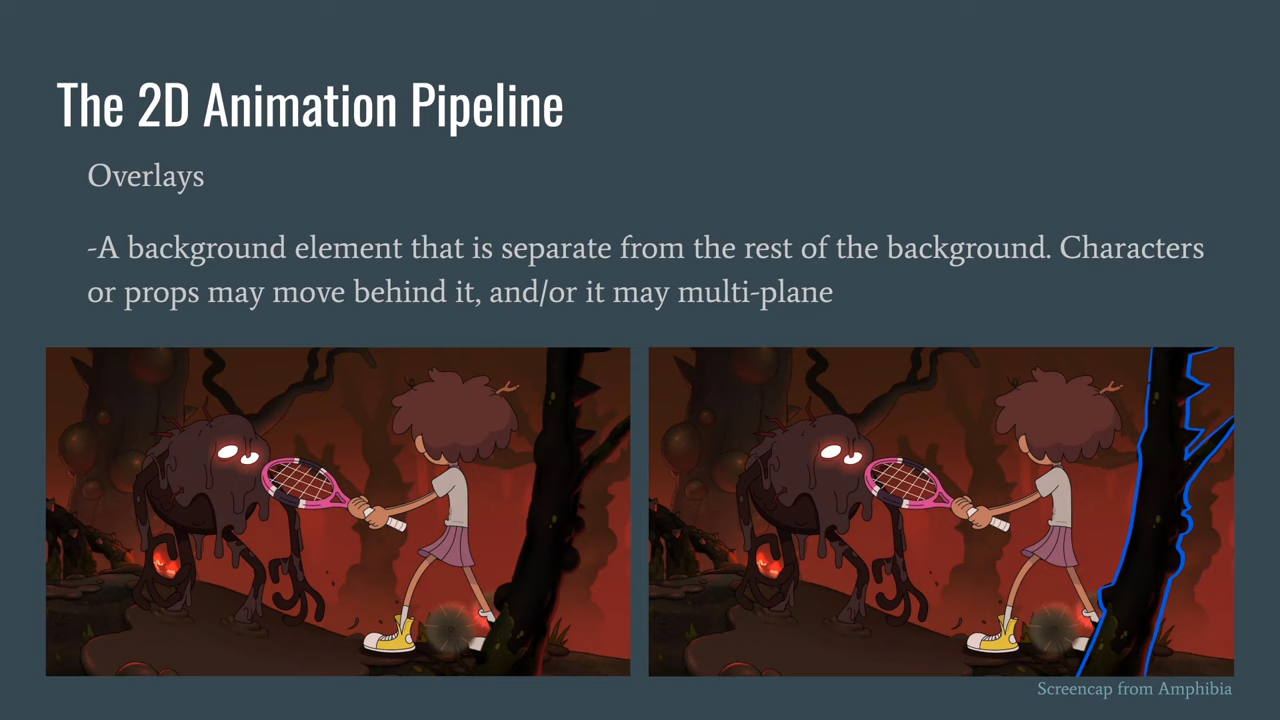 The 2D Animation Pipeline
Overlays
-A background element that is separate from the rest of the background. Characters
or props may move behind it, and/or it may multi-plane
Screencap from Amphibia